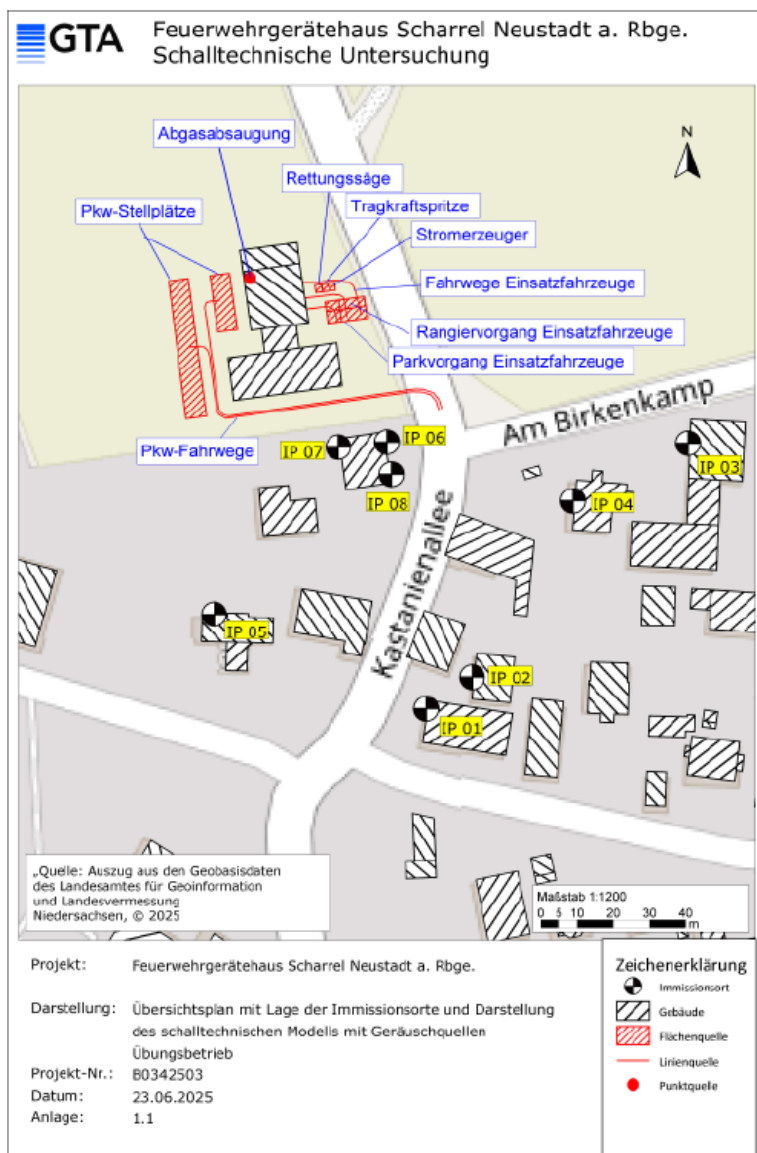 GTA
Feuerwehrgerätehaus Scharrel Neustadt a. Rbge.
Schalltechnische Untersuchung
Abgasabsaugung
N
Rettungssäge
Tragkraftspritze
Pkw-Stellplätze
Stromerzeuger
Fahrwege Einsatzfahrzeuge
Rangiervorgang Einsatzfahrzeuge
Parkvorgang Einsatzfahrzeuge
Am Birkenkamp
Pkw-Fahrwege
IP 07
IP 06
IP 08
IP 03
IP 04
Kastanienallee
IP 05
IP 02
IP 01
„Quelle: Auszug aus den Geobasisdaten
des Landesamtes für Geoinformation
und Landesvermessung
Niedersachsen, © 2025
Maßstab 1:1200
0 5 10 20 30 40
m
Projekt: Feuerwehrgerätehaus Scharrel Neustadt a. Rbge.
Darstellung: Übersichtsplan mit Lage der Immissionsorte und Darstellung
des schalltechnischen Modells mit Geräuschquellen
Übungsbetrieb
Projekt-Nr.: B0342503
Datum: 23.06.2025
Anlage: 1.1
Zeichenerklärung
Immissionsort
Gebäude
Flächenquelle
Linienquelle
Punktquelle